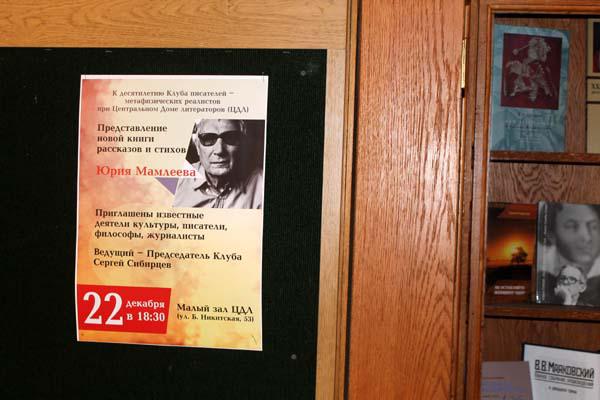 К десятилетию Клуба писателей –
метафизических реалистов
при Центральном Доме литераторов (ЦДЛ)
Представление
новой книги
рассказов и стихов
Юрия Мамлеева
Приглашены известные
деятели культуры, писатели,
философы, журналисты
Ведущий – Председатель Клуба
Сергей Сибирцев
22 декабря
в 18:30
Малый зал ЦДЛ
(ул. Б. Никитская, 53)
XX
В.В. Маяковский